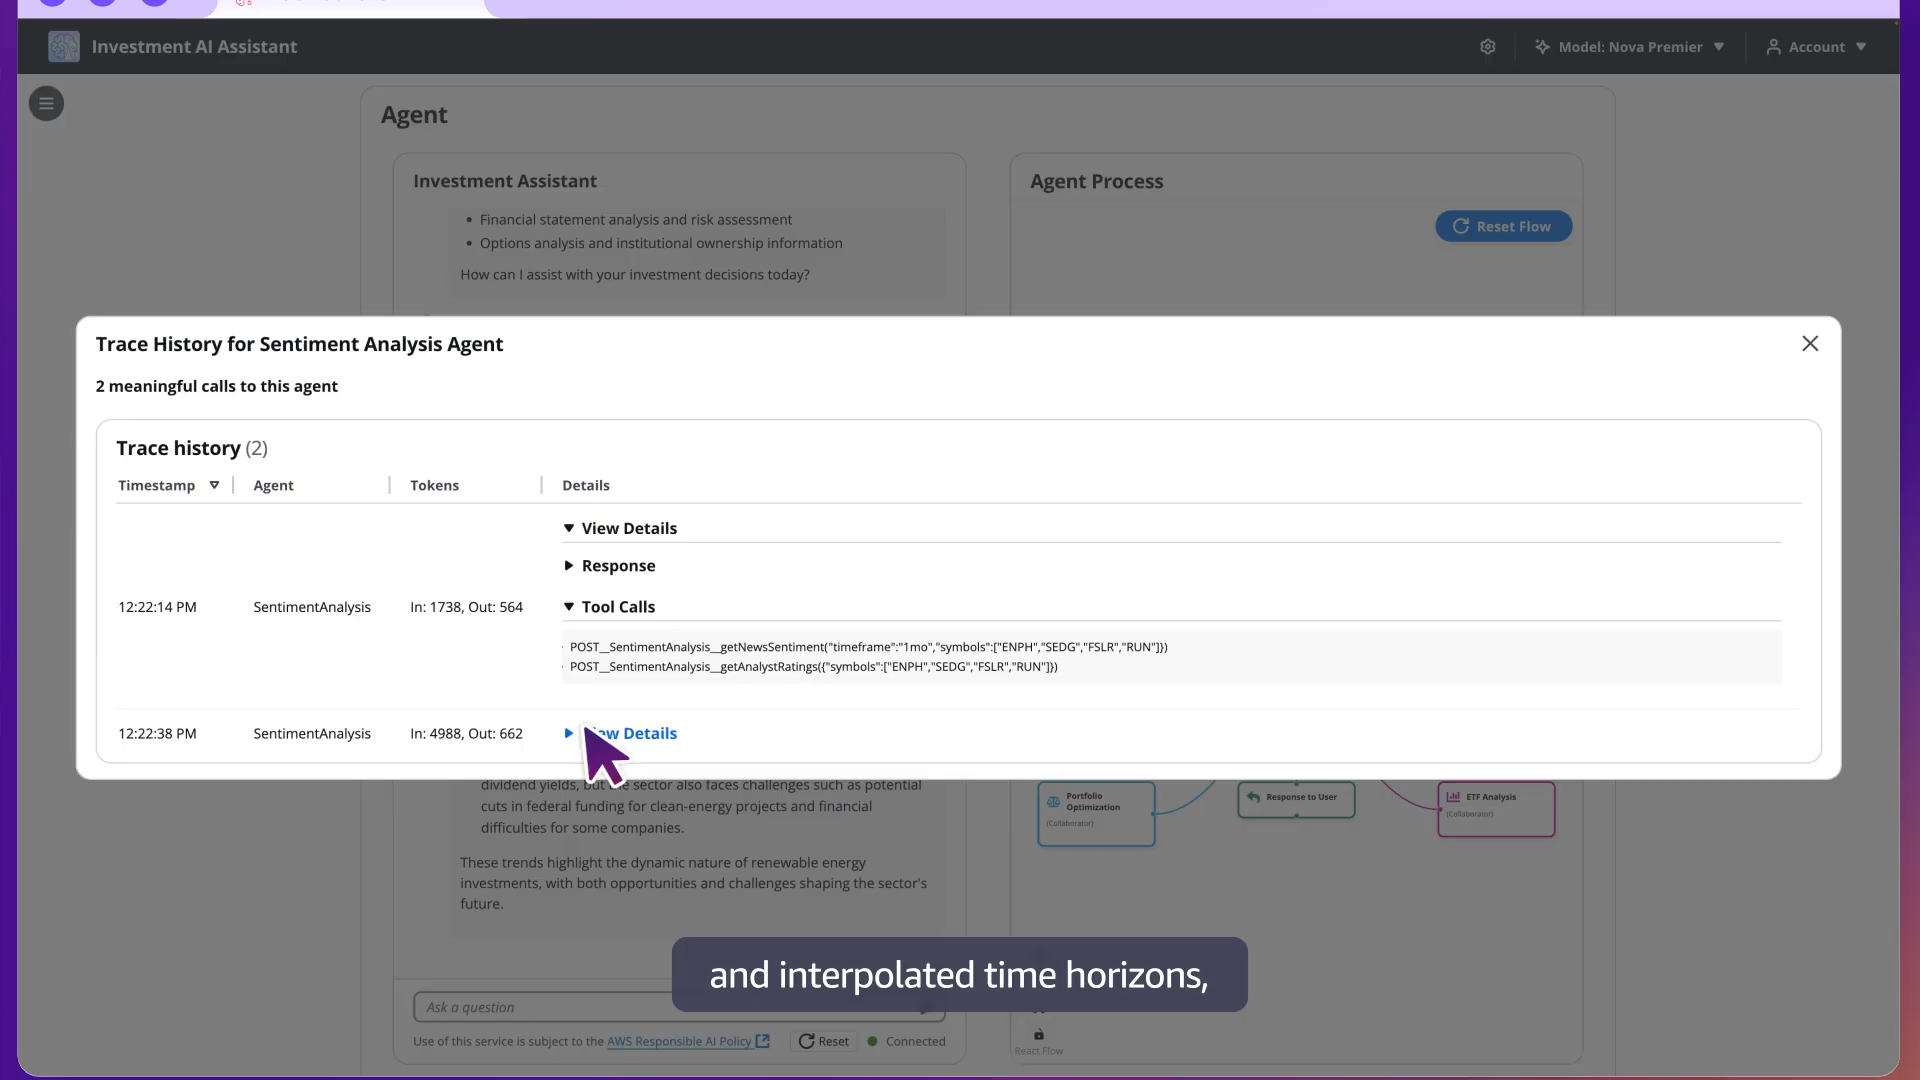 Investment AI Assistant
Model: Nova Premier
Account
Agent
Investment Assistant
Financial statement analysis and risk assessment
Options analysis and institutional ownership information
How can I assist with your investment decisions today?
Agent Process
Reset Flow
Trace History for Sentiment Analysis Agent
2 meaningful calls to this agent
Trace history (2)
Timestamp Agent Tokens Details
View Details
Response
12:22:14 PM SentimentAnalysis In: 1738, Out: 564
Tool Calls
POST__SentimentAnalysis__getNewsSentiment("timeframe":"1mo","symbols":["ENPH","SEDG","FSLR","RUN"]})
POST__SentimentAnalysis__getAnalystRatings({"symbols":["ENPH","SEDG","FSLR","RUN"]})
12:22:38 PM SentimentAnalysis In: 4988, Out: 662 Details
dividend yields, but the sector also faces challenges such as potential
cuts in federal funding for clean-energy projects and financial
difficulties for some companies.
These trends highlight the dynamic nature of renewable energy
investments, with both opportunities and challenges shaping the sector's
future.
Portfolio
Optimization
(Collaborator)
Response to User
ETF Analysis
(Collaborator)
and interpolated time horizons,
Ask a question
Use of this service is subject to the AWS Responsible AI Policy
Reset
Connected
React Flow